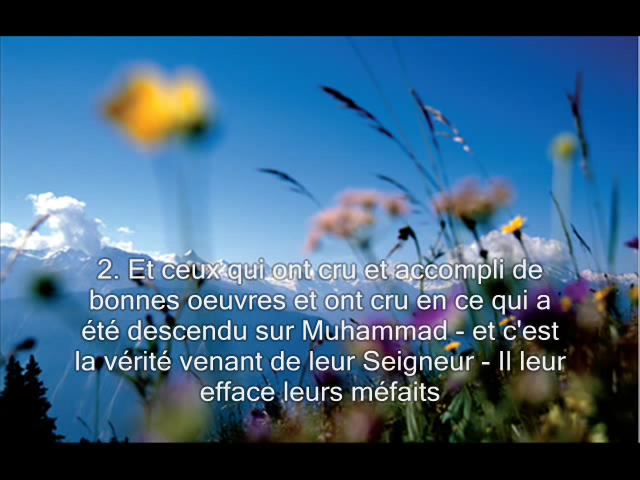 2. Et ceux qui ont cru et accompli de
bonnes oeuvres et ont cru en ce qui a
été descendu sur Muhammad - et c'est
la vérité venant de leur Seigneur - Il leur
efface leurs méfaits